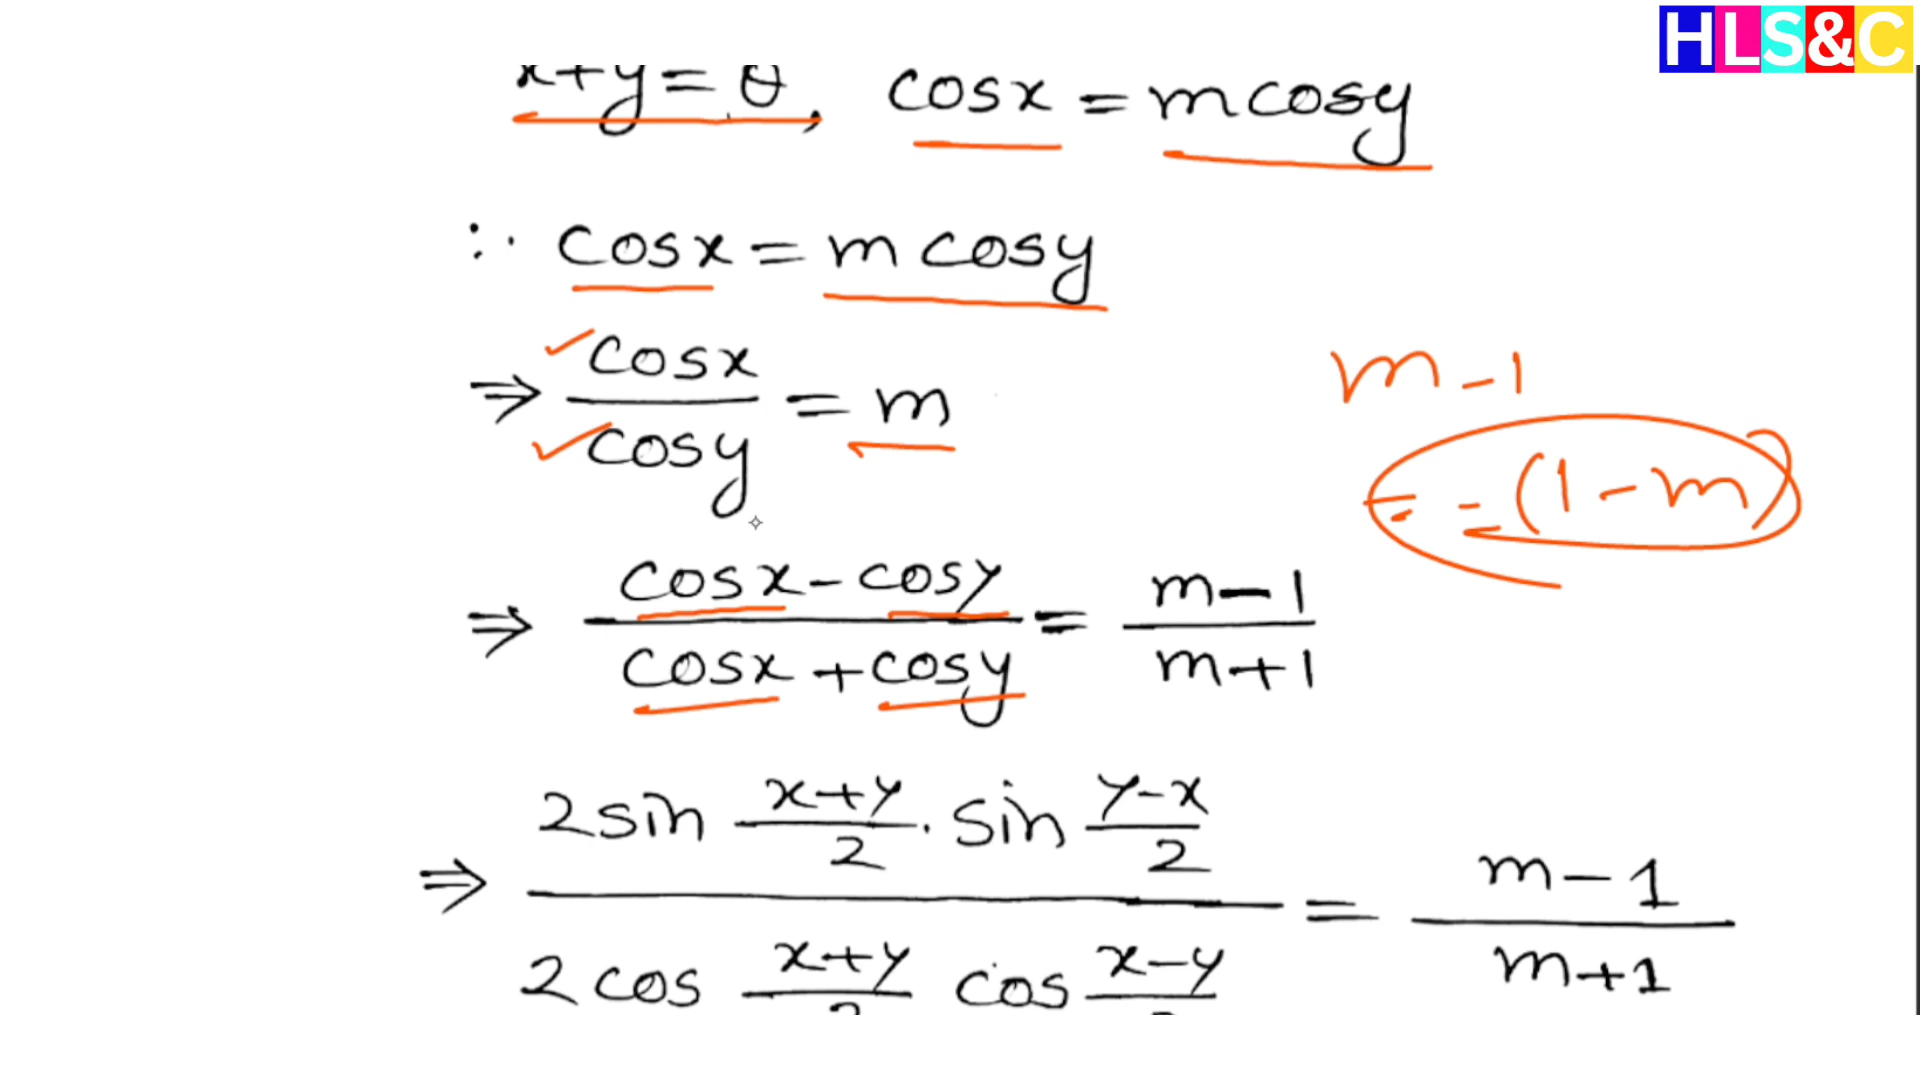 HLS&C
x+y=θ, cosx = mcosy
∴ cosx = m cosy
⇒ cosx/cosy = m
m-1
= -(1-m)
⇒ (cosx-cosy)/(cosx+cosy) = (m-1)/(m+1)
⇒ (2sin (x+y)/2 · sin (y-x)/2)/(2cos (x+y)/2 cos (x-y)/2) = (m-1)/(m+1)